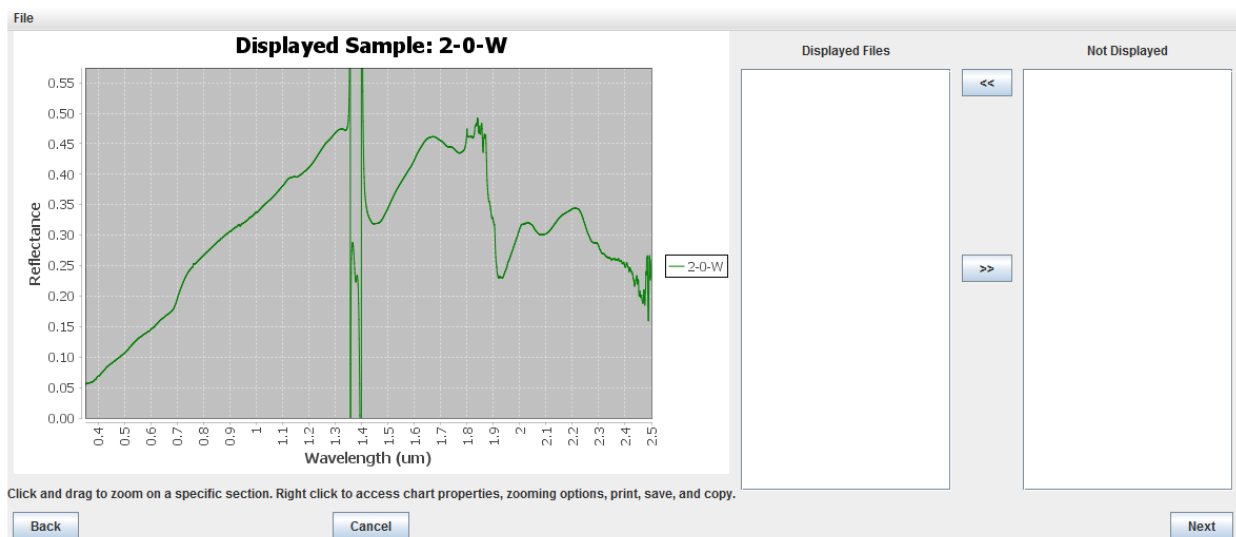 File
Displayed Sample: 2-0-W
Displayed Files
Not Displayed
<<
>>
0.55
0.50
0.45
0.40
0.35
0.30
0.25
0.20
0.15
0.10
0.05
0.00
Reflectance
0.4 0.5 0.6 0.7 0.8 0.9 1 1.1 1.2 1.3 1.4 1.5 1.6 1.7 1.8 1.9 2 2.1 2.2 2.3 2.4 2.5
Wavelength (um)
2-0-W
Click and drag to zoom on a specific section. Right click to access chart properties, zooming options, print, save, and copy.
Back Cancel Next